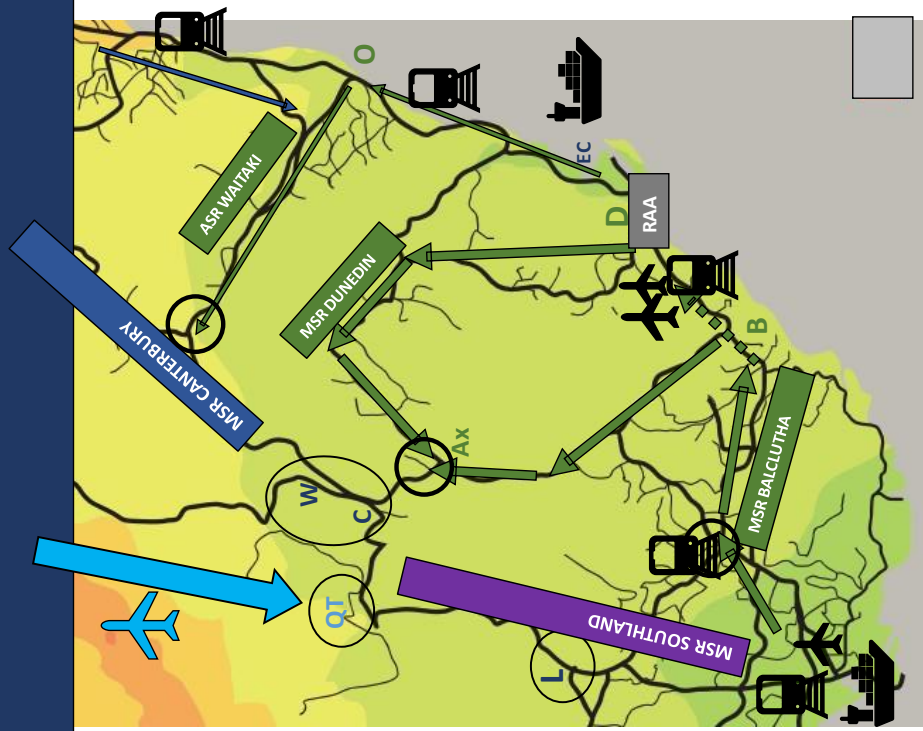 O
EC
ASR WAITAKI
D
RAA
MSR DUNEDIN
MSR CANTERBURY
B
Ax
W
C
MSR BALCLUTHA
QT
MSR SOUTHLAND
L